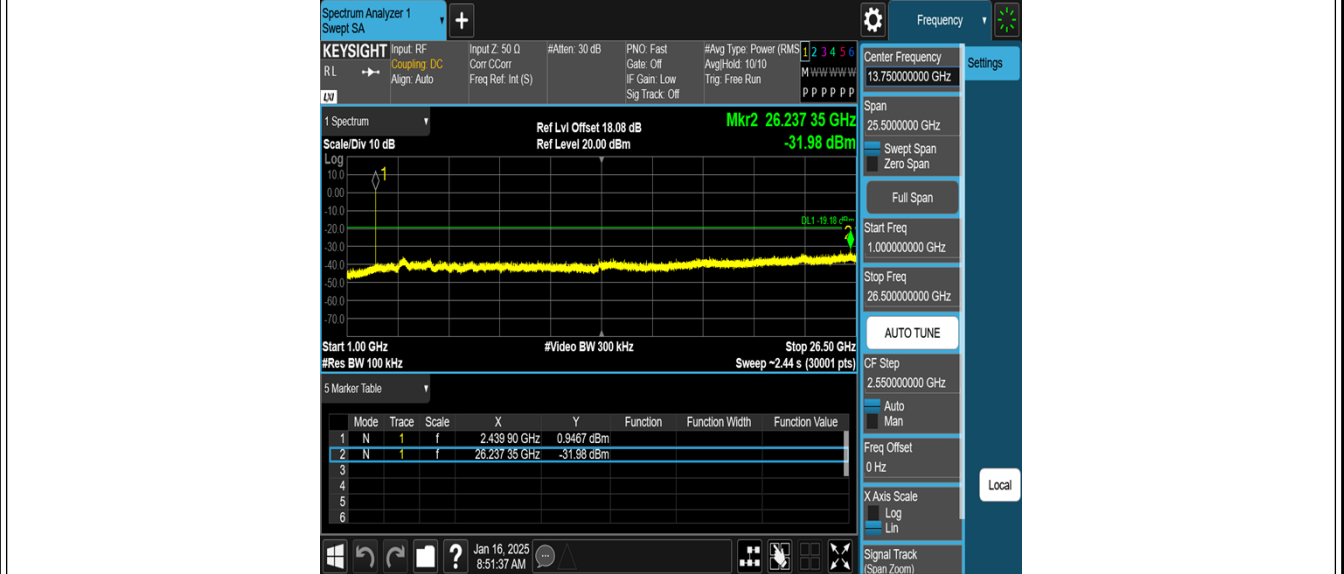 Spectrum Analyzer 1
Swept SA
+
Frequency
KEYSIGHT
RL
LXI
Input: RF
Coupling: DC
Align: Auto
Input Z: 50 Ω
Corr CCorr
Freq Ref: Int (S)
#Atten: 30 dB
PNO: Fast
Gate: Off
IF Gain: Low
Sig Track: Off
#Avg Type: Power (RMS
Avg|Hold: 10/10
Trig: Free Run
1 2 3 4 5 6
M W W W W W
P P P P P P
1 Spectrum
Scale/Div 10 dB
Ref Lvl Offset 18.08 dB
Ref Level 20.00 dBm
Mkr2 26.237 35 GHz
-31.98 dBm
Log
10.0
0.00
-10.0
-20.0
-30.0
-40.0
-50.0
-60.0
-70.0
1
DL1 -19.18 dBm
2
Start 1.00 GHz
#Video BW 300 kHz
Stop 26.50 GHz
#Res BW 100 kHz
Sweep ~2.44 s (30001 pts)
5 Marker Table
Mode Trace Scale X Y Function Function Width Function Value
1 N 1 f 2.439 90 GHz 0.9467 dBm
2 N 1 f 26.237 35 GHz -31.98 dBm
3
4
5
6
?
Jan 16, 2025
8:51:37 AM
Center Frequency
13.750000000 GHz
Span
25.5000000 GHz
Swept Span
Zero Span
Full Span
Start Freq
1.000000000 GHz
Stop Freq
26.500000000 GHz
AUTO TUNE
CF Step
2.550000000 GHz
Auto
Man
Freq Offset
0 Hz
X Axis Scale
Log
Lin
Signal Track
(Span Zoom)
Settings
Local